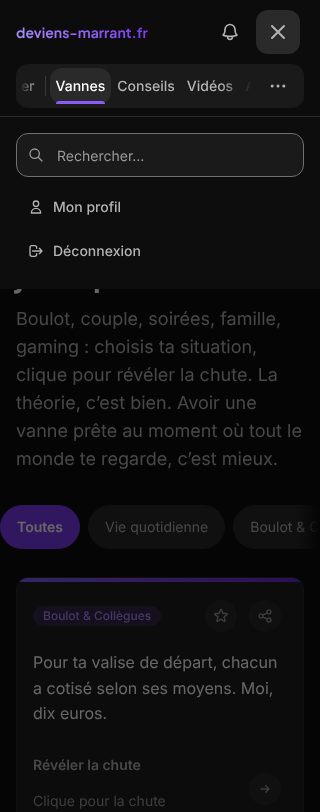 deviens-marrant.fr
er Vannes Conseils Vidéos
Rechercher...
Mon profil
Déconnexion
Boulot, couple, soirées, famille,
gaming : choisis ta situation,
clique pour révéler la chute. La
théorie, c’est bien. Avoir une
vanne prête au moment où tout le
monde te regarde, c’est mieux.
Toutes Vie quotidienne Boulot & C
Boulot & Collègues
Pour ta valise de départ, chacun
a cotisé selon ses moyens. Moi,
dix euros.
Révéler la chute
Clique pour la chute